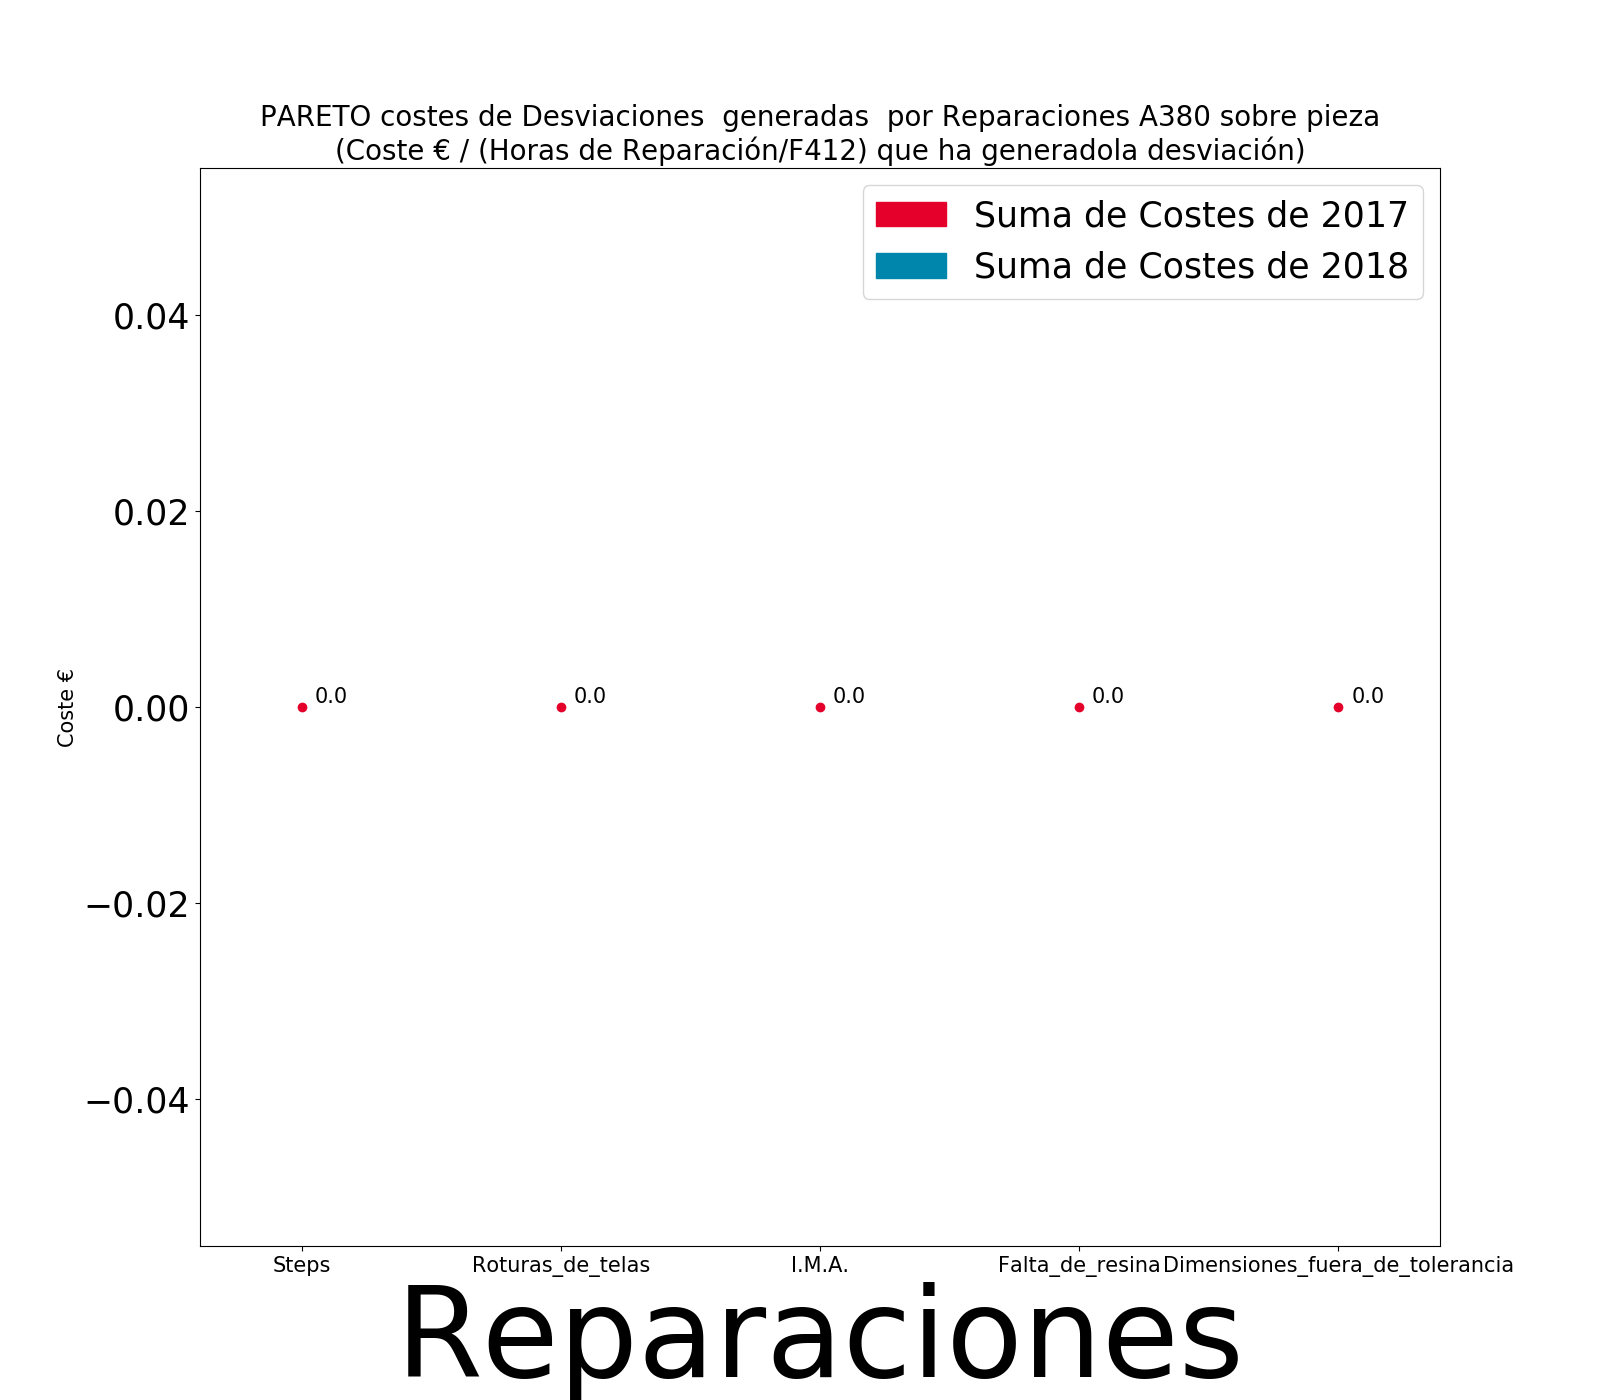 PARETO costes de Desviaciones  generadas  por Reparaciones A380 sobre pieza
(Coste € / (Horas de Reparación/F412) que ha generadola desviación)
Suma de Costes de 2017
Suma de Costes de 2018
0.04
0.02
0.00
−0.02
−0.04
Coste €
0.0
0.0
0.0
0.0
0.0
Steps
Roturas_de_telas
I.M.A.
Falta_de_resina
Dimensiones_fuera_de_tolerancia
Reparaciones